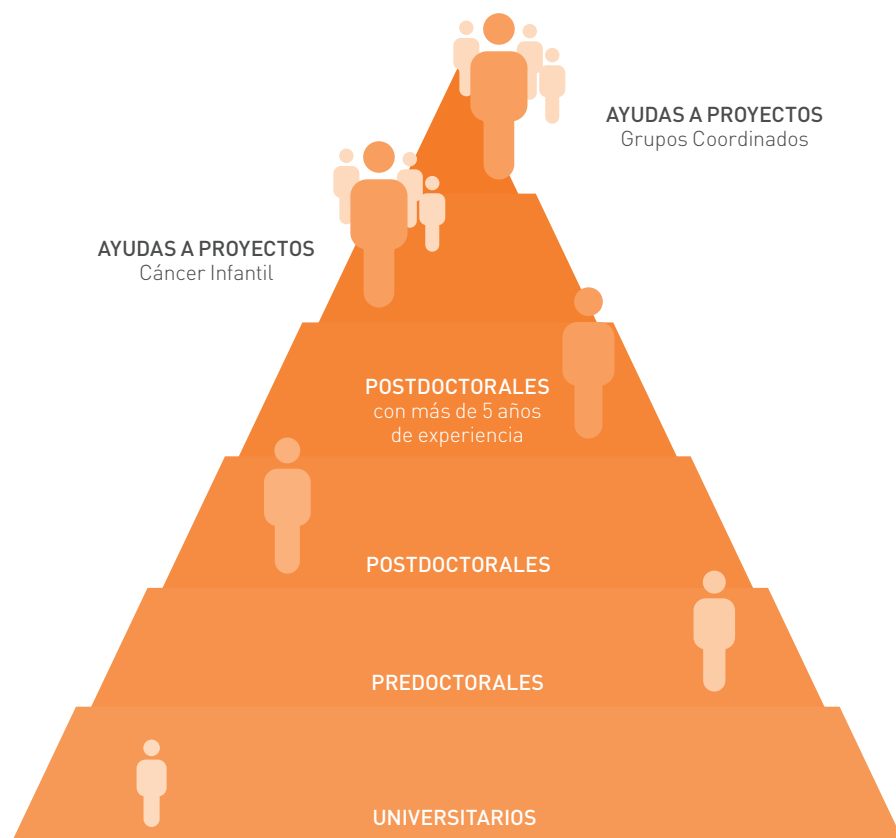 AYUDAS A PROYECTOS
Grupos Coordinados
AYUDAS A PROYECTOS
Cáncer Infantil
POSTDOCTORALES
con más de 5 años
de experiencia
POSTDOCTORALES
PREDOCTORALES
UNIVERSITARIOS